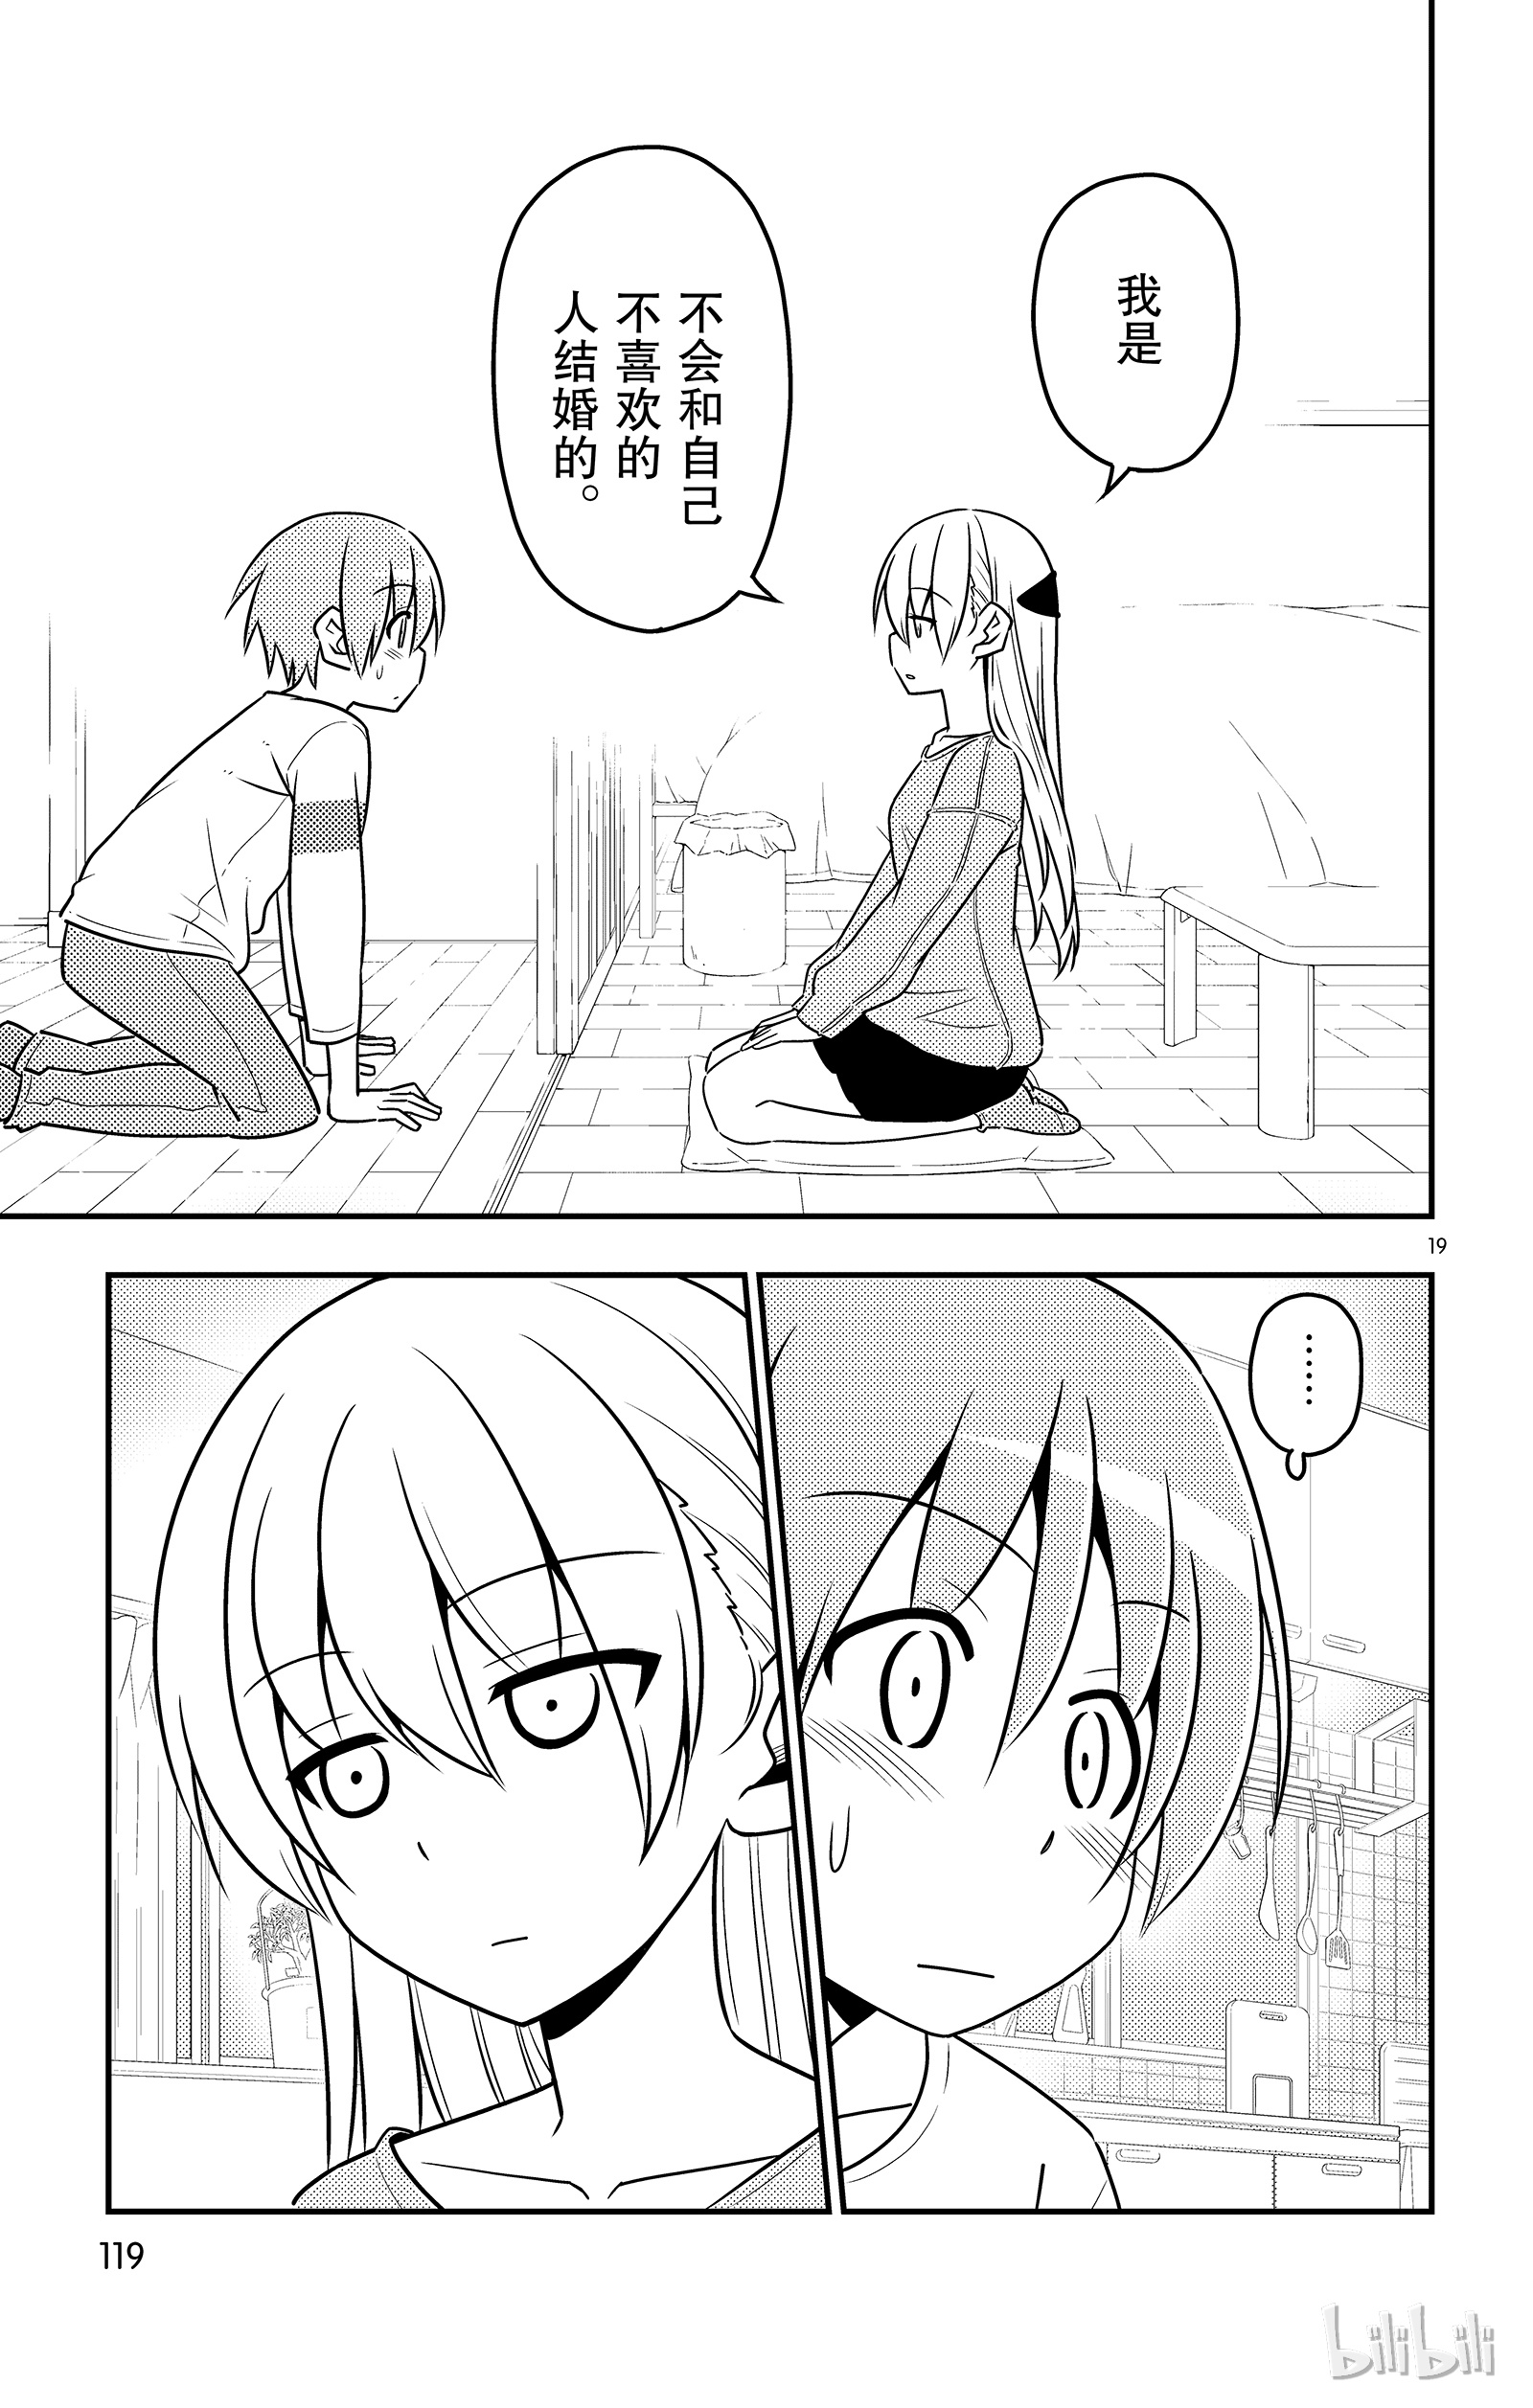 我是
不会和自己
不喜欢的
人结婚的。
19
……
119
bilibili